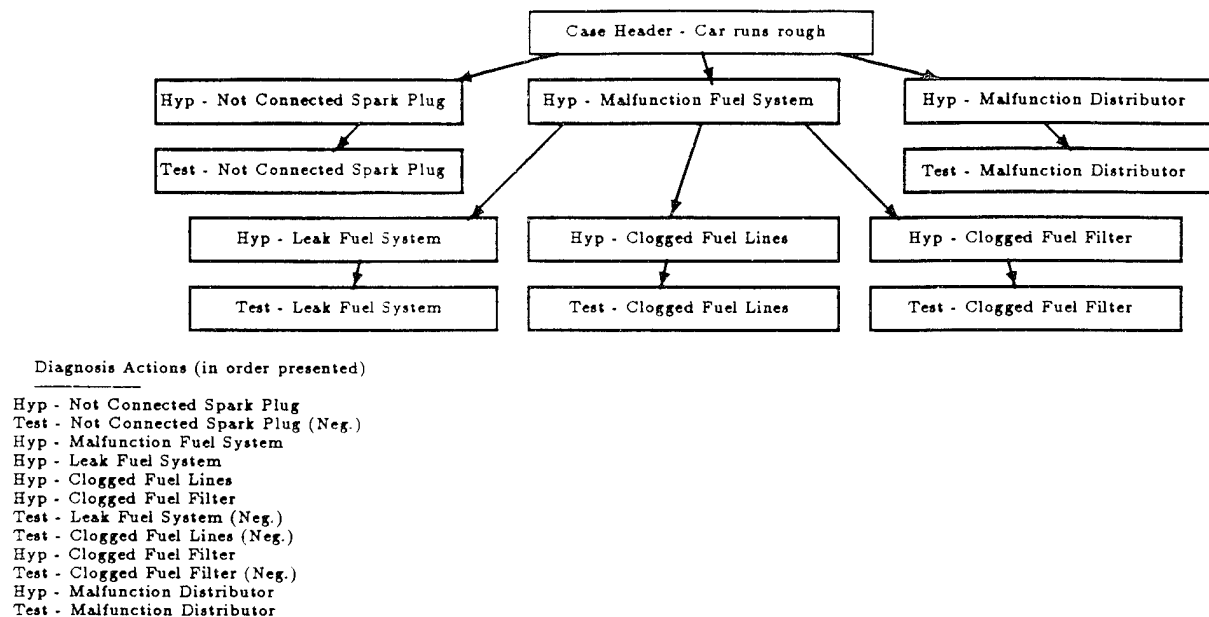 Case Header - Car runs rough
Hyp - Not Connected Spark Plug
Hyp - Malfunction Fuel System
Hyp - Malfunction Distributor
Test - Not Connected Spark Plug
Test - Malfunction Distributor
Hyp - Leak Fuel System
Hyp - Clogged Fuel Lines
Hyp - Clogged Fuel Filter
Test - Leak Fuel System
Test - Clogged Fuel Lines
Test - Clogged Fuel Filter
Diagnosis Actions (in order presented)
Hyp - Not Connected Spark Plug
Test - Not Connected Spark Plug (Neg.)
Hyp - Malfunction Fuel System
Hyp - Leak Fuel System
Hyp - Clogged Fuel Lines
Hyp - Clogged Fuel Filter
Test - Leak Fuel System (Neg.)
Test - Clogged Fuel Lines (Neg.)
Hyp - Clogged Fuel Filter
Test - Clogged Fuel Filter (Neg.)
Hyp - Malfunction Distributor
Test - Malfunction Distributor